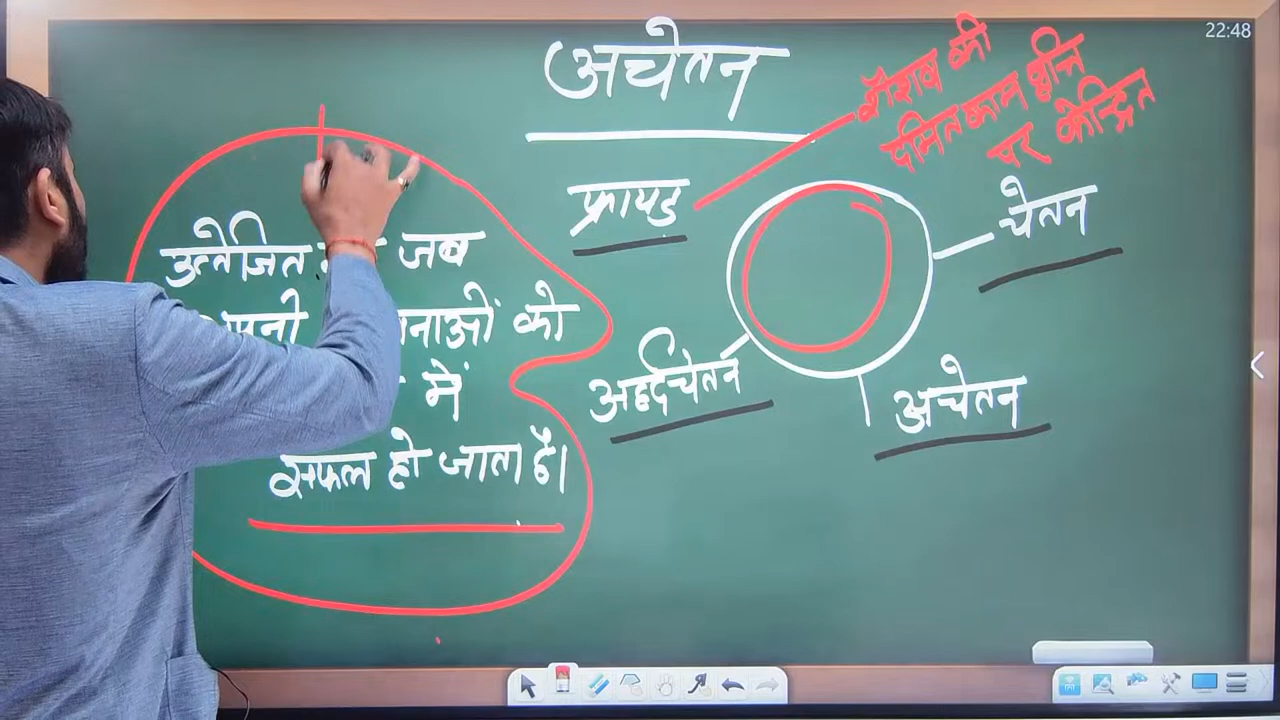 22:48
अचेतन
शैशव की
दमित काम वृत्ति
पर केन्द्रित
फ्रायड
चेतन
अर्द्धचेतन
अचेतन
उत्तेजित जब
को
में
सफल हो जाता है।